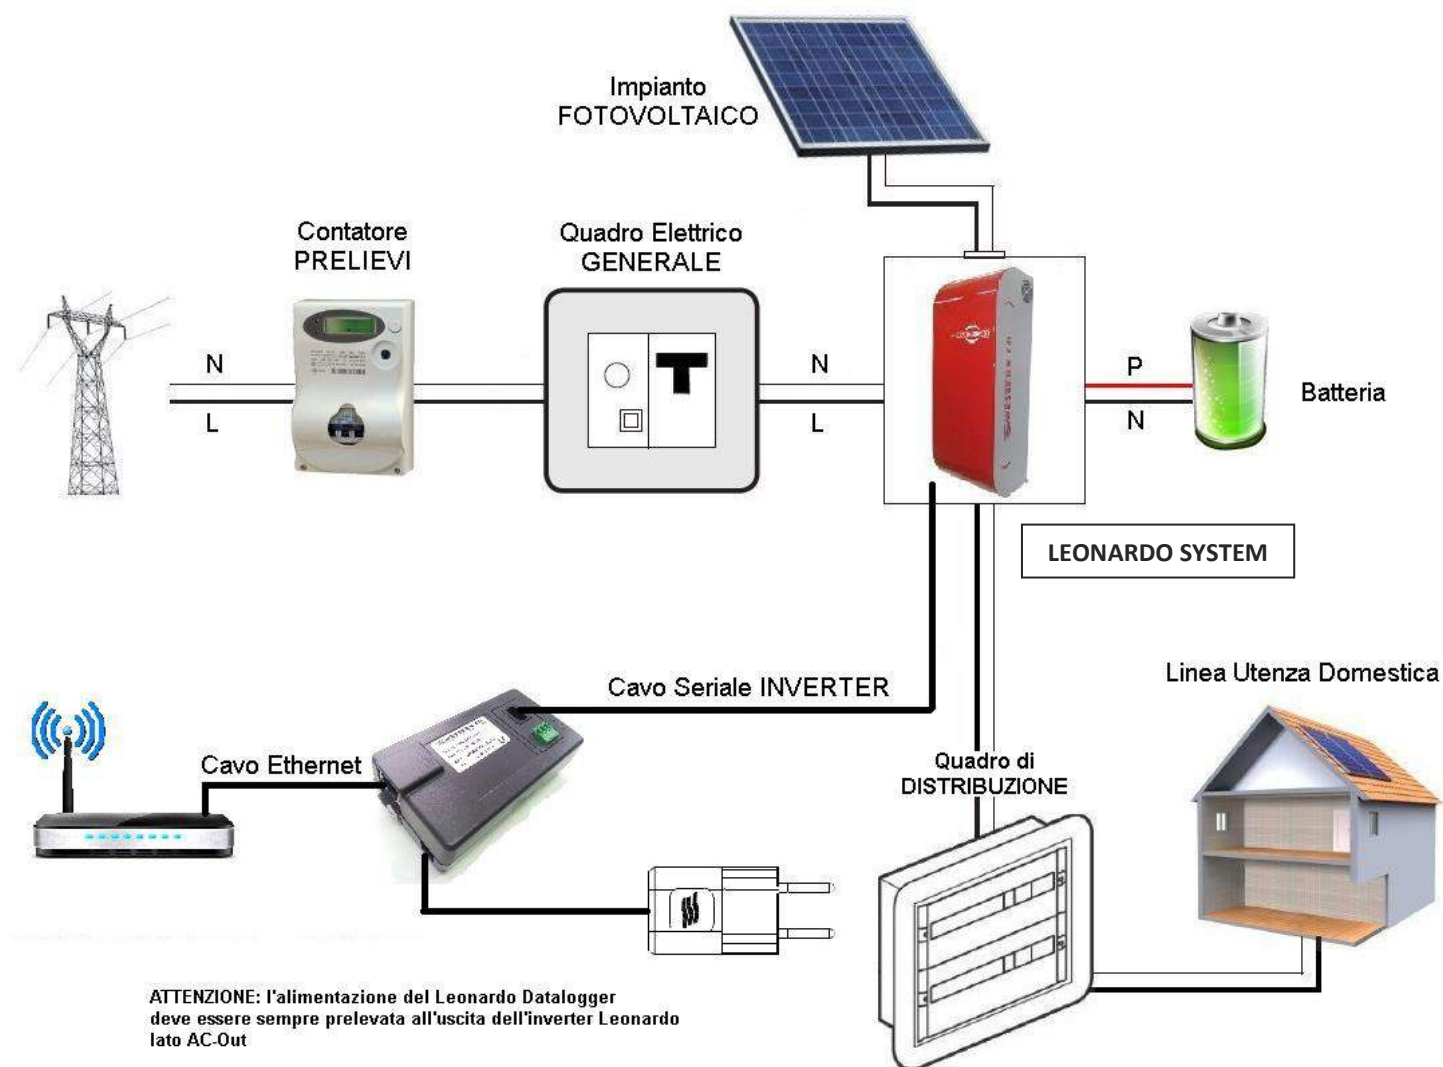 Impianto
FOTOVOLTAICO
Contatore
PRELIEVI
Quadro Elettrico
GENERALE
N
L
N
L
P
N
Batteria
LEONARDO SYSTEM
Linea Utenza Domestica
Cavo Seriale INVERTER
Cavo Ethernet
Quadro di
DISTRIBUZIONE
ATTENZIONE: l'alimentazione del Leonardo Datalogger
deve essere sempre prelevata all'uscita dell'inverter Leonardo
lato AC-Out